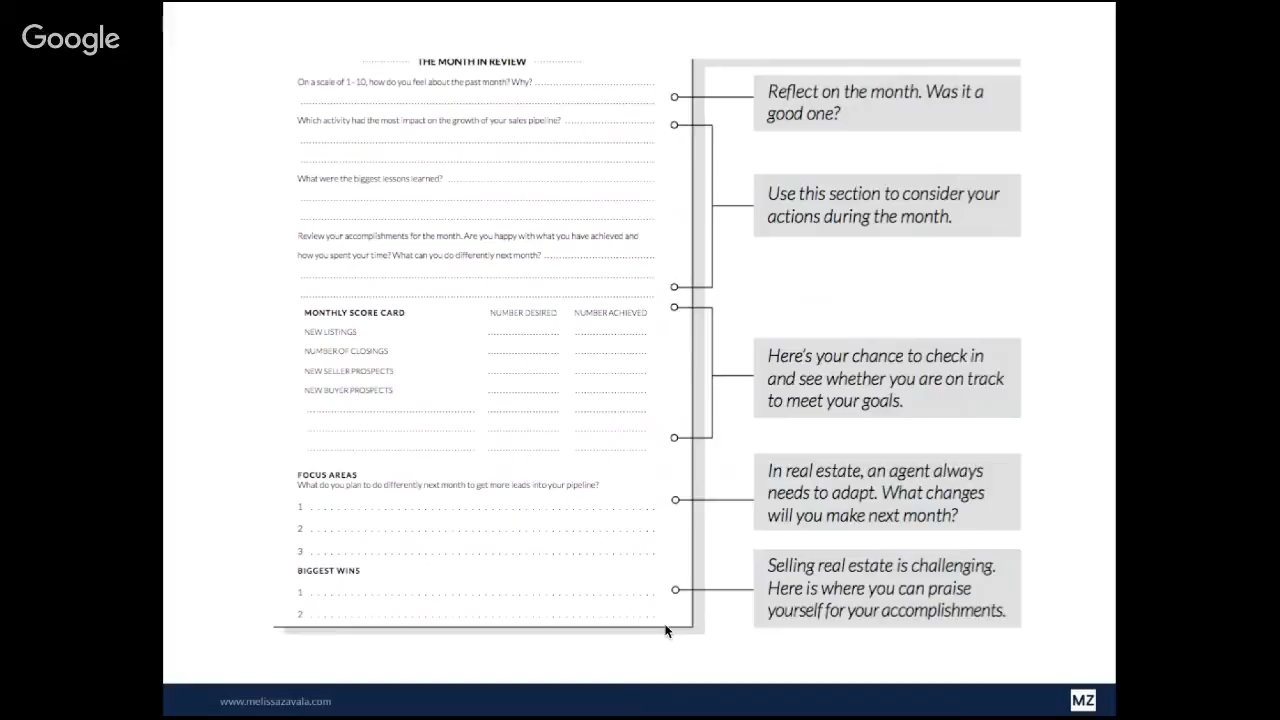 Google
THE MONTH IN REVIEW
On a scale of 1-10, how do you feel about the past month? Why?
Which activity had the most impact on the growth of your sales pipeline?
What were the biggest lessons learned?
Review your accomplishments for the month. Are you happy with what you have achieved and
how you spent your time? What can you do differently next month?
MONTHLY SCORE CARD NUMBER DESIRED NUMBER ACHIEVED
NEW LISTINGS
NUMBER OF CLOSINGS
NEW SELLER PROSPECTS
NEW BUYER PROSPECTS
FOCUS AREAS
What do you plan to do differently next month to get more leads into your pipeline?
1
2
3
BIGGEST WINS
1
2
Reflect on the month. Was it a
good one?
Use this section to consider your
actions during the month.
Here's your chance to check in
and see whether you are on track
to meet your goals.
In real estate, an agent always
needs to adapt. What changes
will you make next month?
Selling real estate is challenging.
Here is where you can praise
yourself for your accomplishments.
www.melissazavala.com
MZ